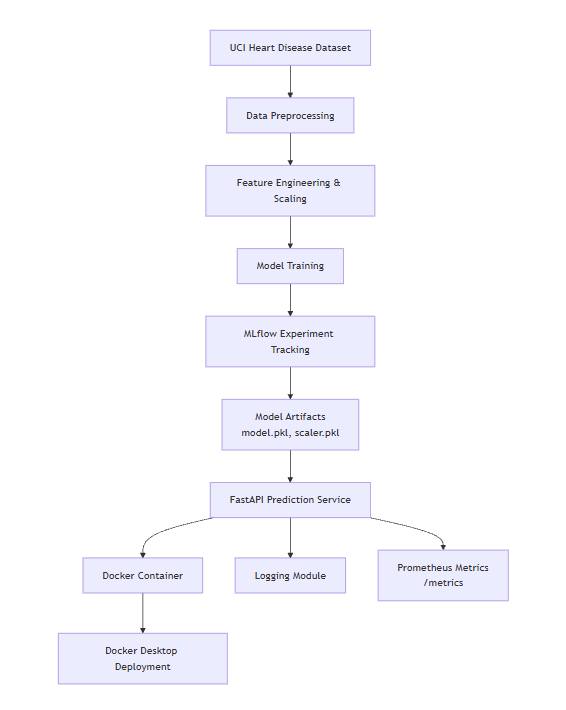 UCI Heart Disease Dataset
Data Preprocessing
Feature Engineering &
Scaling
Model Training
MLflow Experiment
Tracking
Model Artifacts
model.pkl, scaler.pkl
FastAPI Prediction Service
Docker Container
Logging Module
Prometheus Metrics
/metrics
Docker Desktop
Deployment